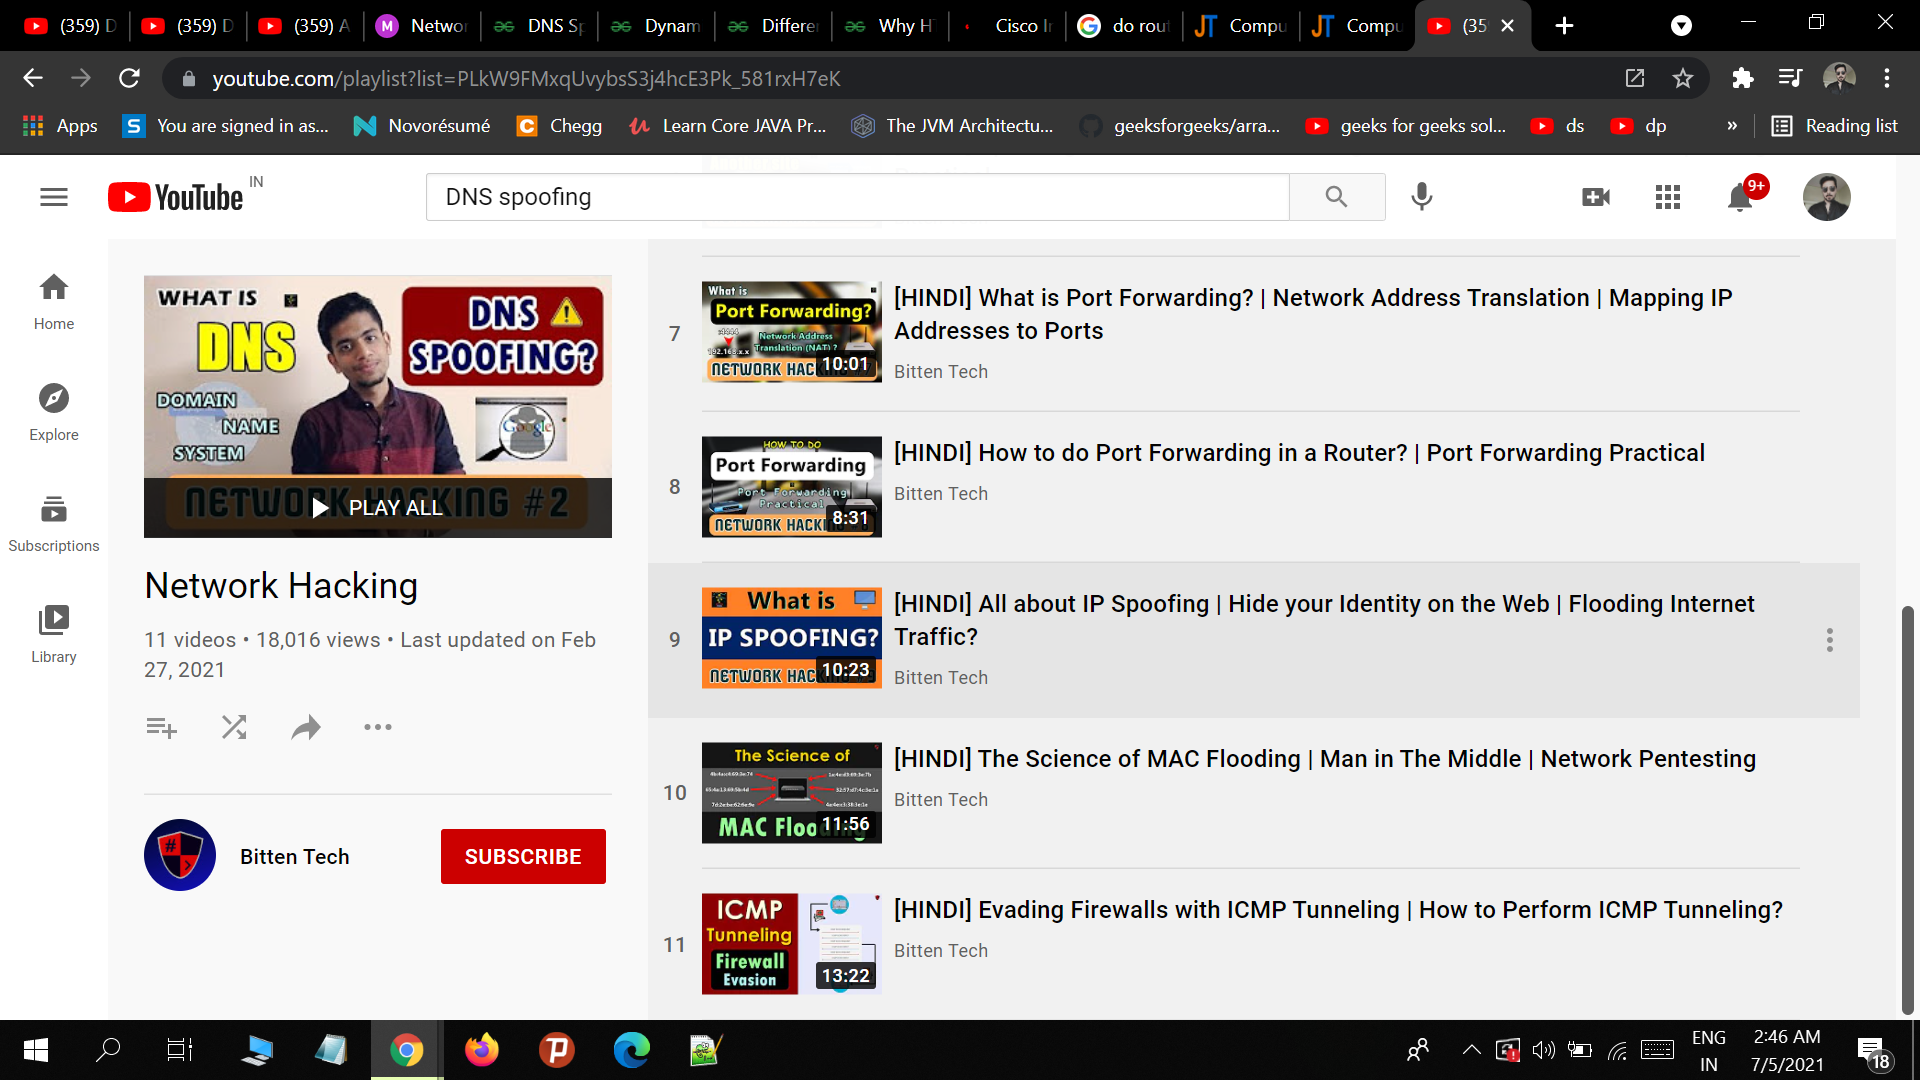 (359) D
(359) D
(359) A
M Networ
DNS Sp
Dynam
Differer
Why H
Cisco In
do rout
Compu
Compu
(35
youtube.com/playlist?list=PLkW9FMxqUvybsS3j4hcE3Pk_581rxH7eK
Apps
S You are signed in as...
Novorésumé
Chegg
Learn Core JAVA Pr...
The JVM Architectu...
geeksforgeeks/arra...
geeks for geeks sol...
ds
dp
»
Reading list
YouTube IN
DNS spoofing
9+
Home
Explore
Subscriptions
Library
WHAT IS
DNS
DOMAIN
NAME
SYSTEM
DNS
SPOOFING?
Google
NETWORK HACKING #2
PLAY ALL
Network Hacking
11 videos • 18,016 views • Last updated on Feb
27, 2021
Bitten Tech
SUBSCRIBE
7
What is
Port Forwarding?
Network Address
192.168.x.x Translation (NAT) ?
NETWORK HACK
10:01
[HINDI] What is Port Forwarding? | Network Address Translation | Mapping IP
Addresses to Ports
Bitten Tech
8
HOW TO DO
Port Forwarding
Port Forwarding
Practical
NETWORK HACKI
8:31
[HINDI] How to do Port Forwarding in a Router? | Port Forwarding Practical
Bitten Tech
9
What is
IP SPOOFING?
NETWORK HAC
10:23
[HINDI] All about IP Spoofing | Hide your Identity on the Web | Flooding Internet
Traffic?
Bitten Tech
10
The Science of
MAC Flooding
11:56
[HINDI] The Science of MAC Flooding | Man in The Middle | Network Pentesting
Bitten Tech
11
ICMP
Tunneling
Firewall
Evasion
13:22
[HINDI] Evading Firewalls with ICMP Tunneling | How to Perform ICMP Tunneling?
Bitten Tech
ENG
IN
2:46 AM
7/5/2021
18